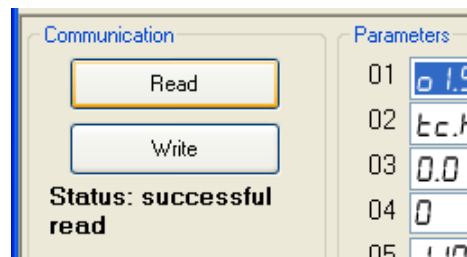 Communication
Read
Write
Status: successful
read
Parameters
01
02
03 0.0
04 0
05